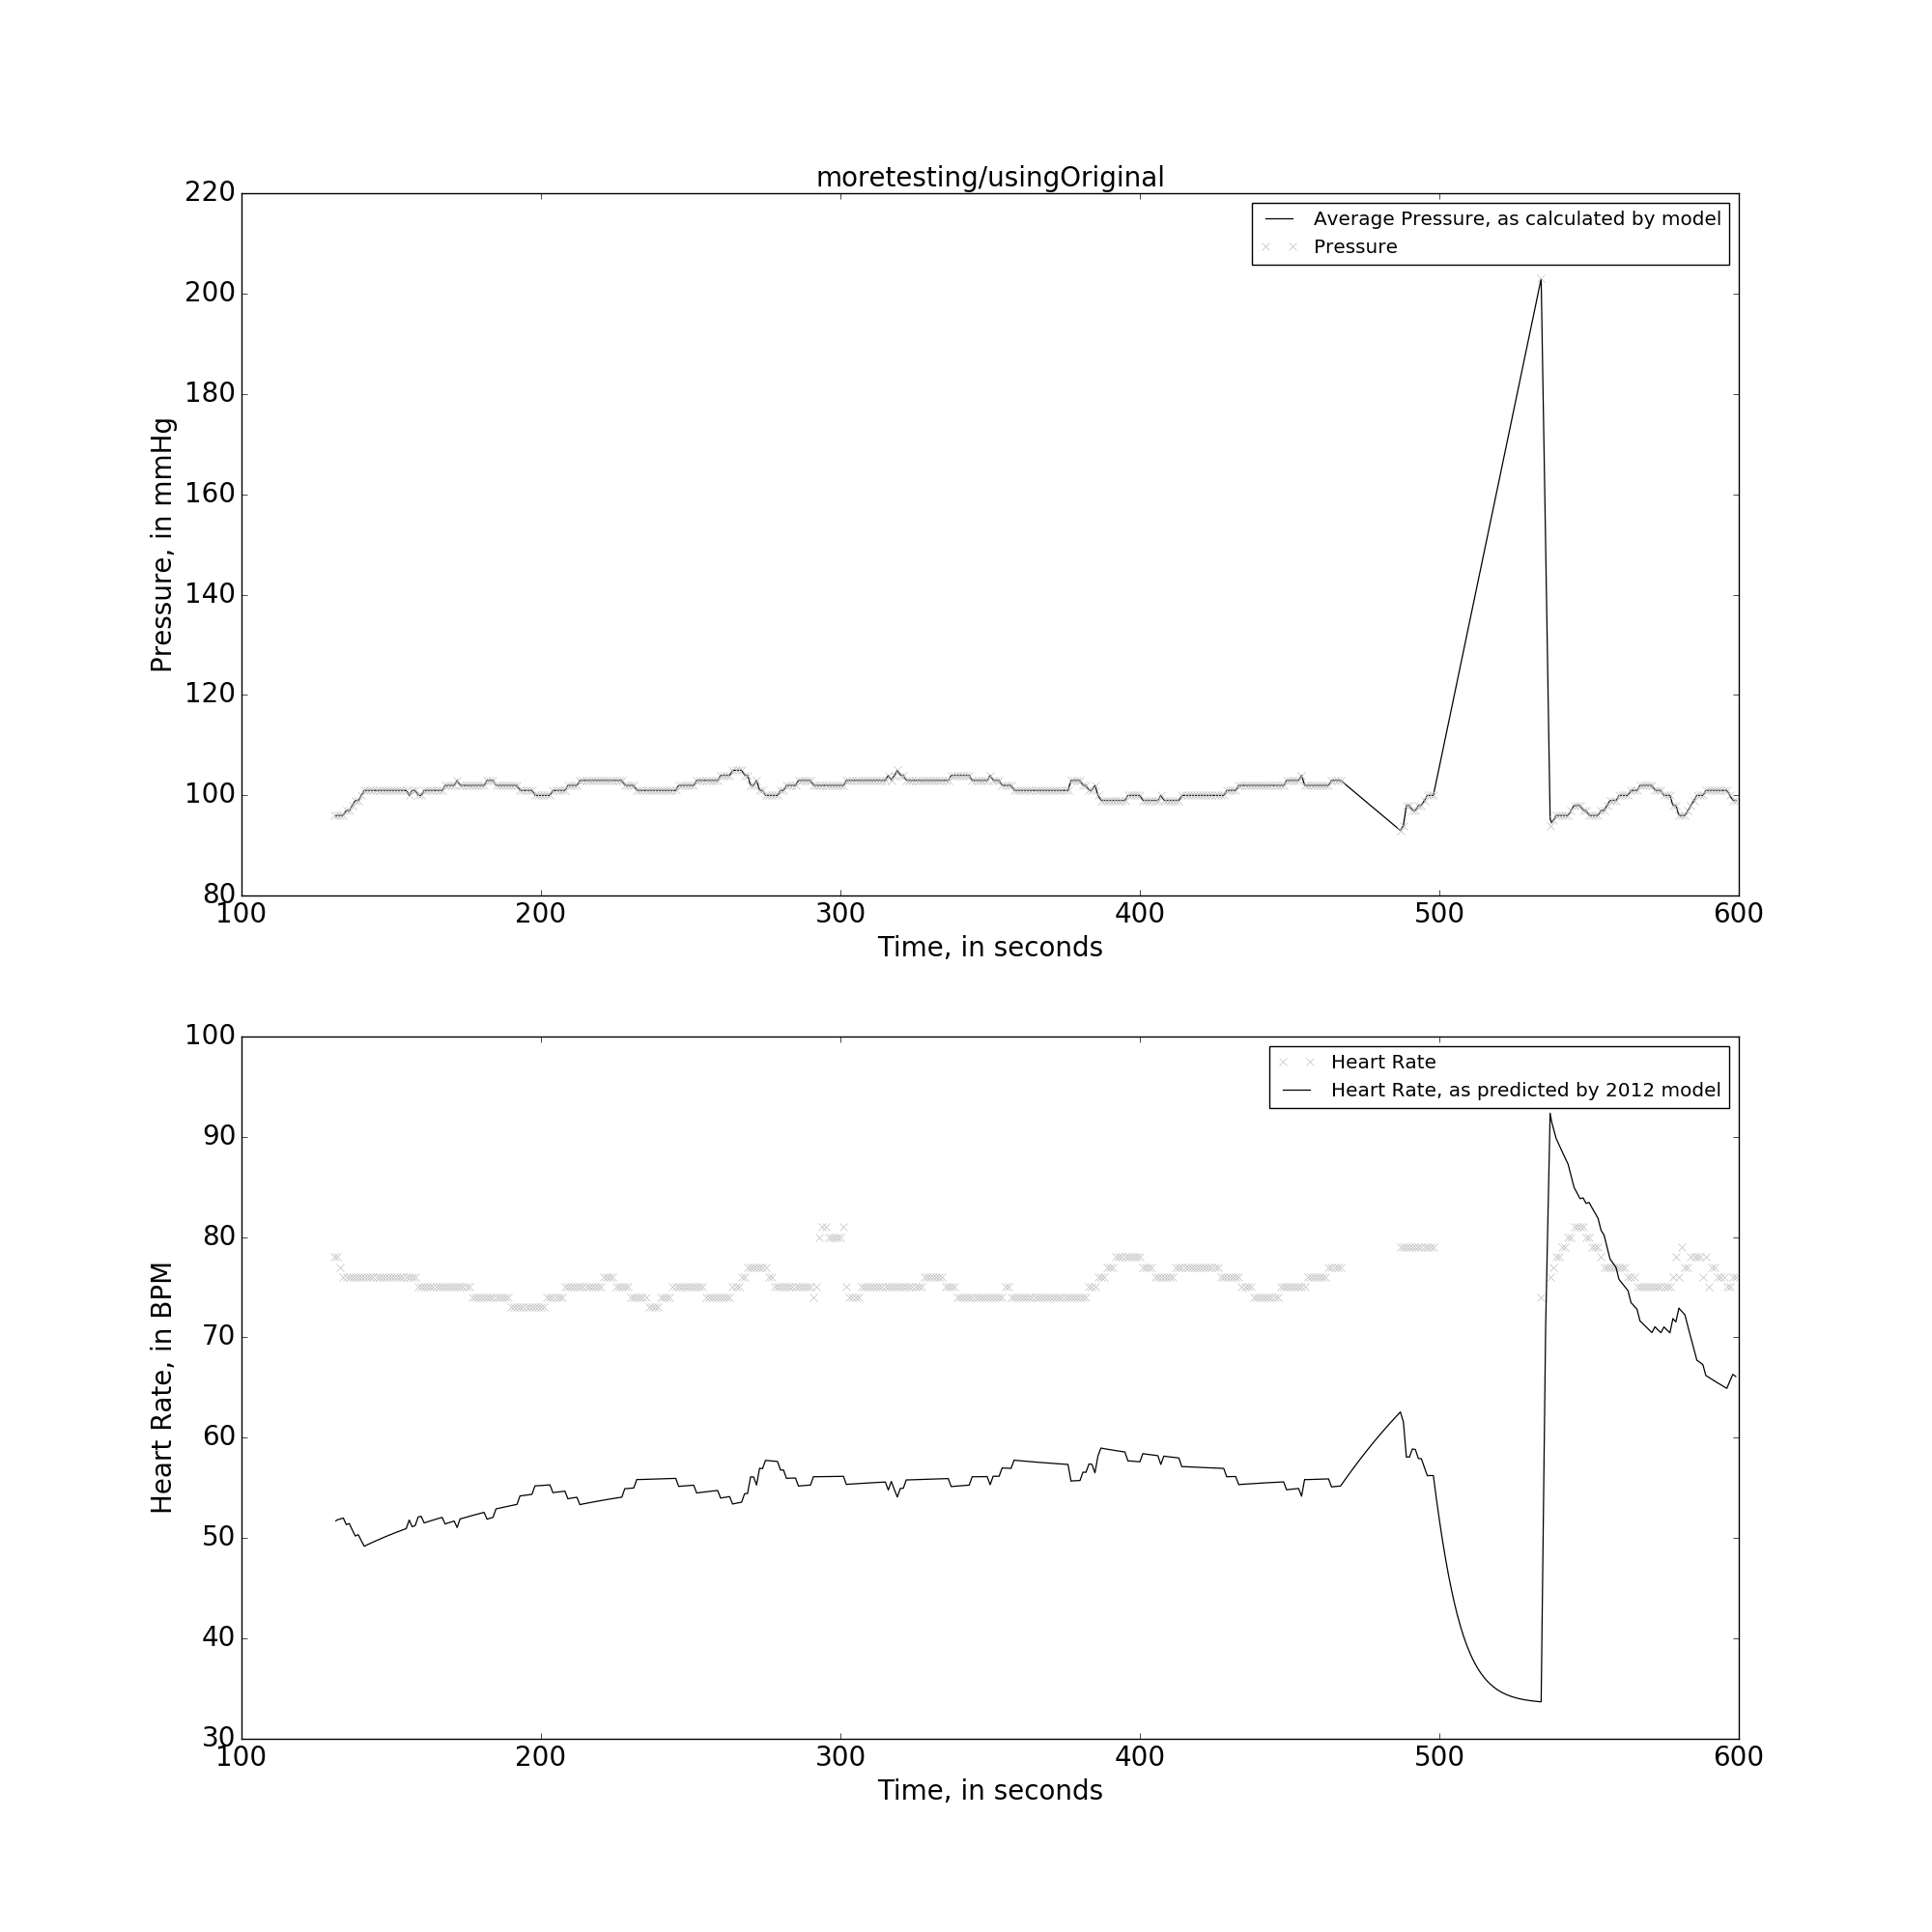 moretesting/usingOriginal
220
200
180
160
140
120
100
80
Pressure, in mmHg
Average Pressure, as calculated by model
Pressure
100 200 300 400 500 600
Time, in seconds
100
90
80
70
60
50
40
30
Heart Rate, in BPM
Heart Rate
Heart Rate, as predicted by 2012 model
100 200 300 400 500 600
Time, in seconds